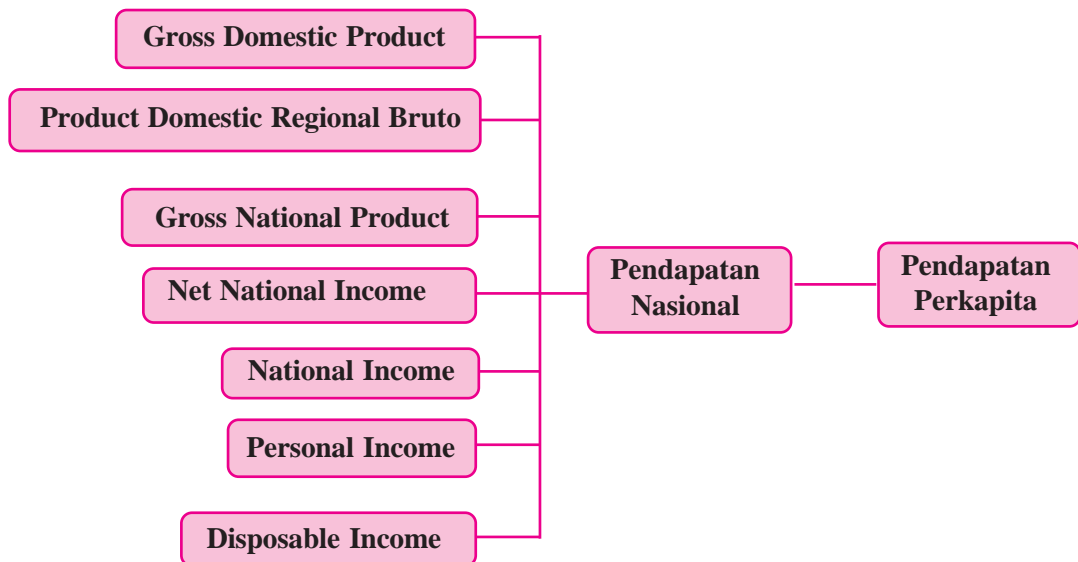 Gross Domestic Product
Product Domestic Regional Bruto
Gross National Product
Net National Income
National Income
Personal Income
Disposable Income
Pendapatan
Nasional
Pendapatan
Perkapita